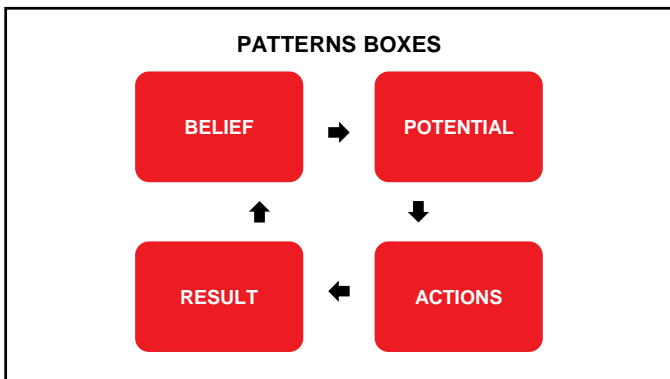 PATTERNS BOXES
BELIEF
POTENTIAL
RESULT
ACTIONS